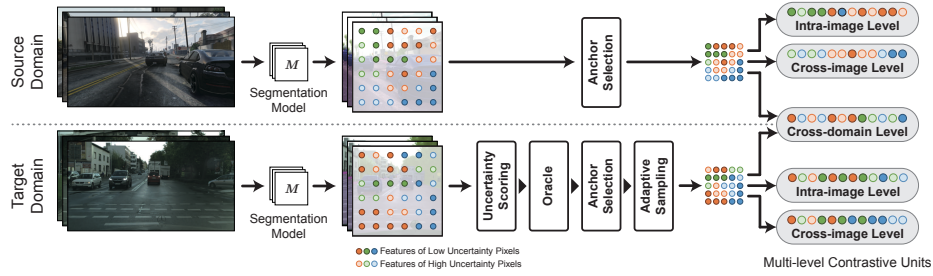 Source
Domain
M
Segmentation
Model
Anchor
Selection
Intra-image Level
Cross-image Level
Cross-domain Level
Target
Domain
M
Segmentation
Model
Uncertainty
Scoring
Oracle
Anchor
Selection
Adaptive
Sampling
Intra-image Level
Cross-image Level
Features of Low Uncertainty Pixels
Features of High Uncertainty Pixels
Multi-level Contrastive Units